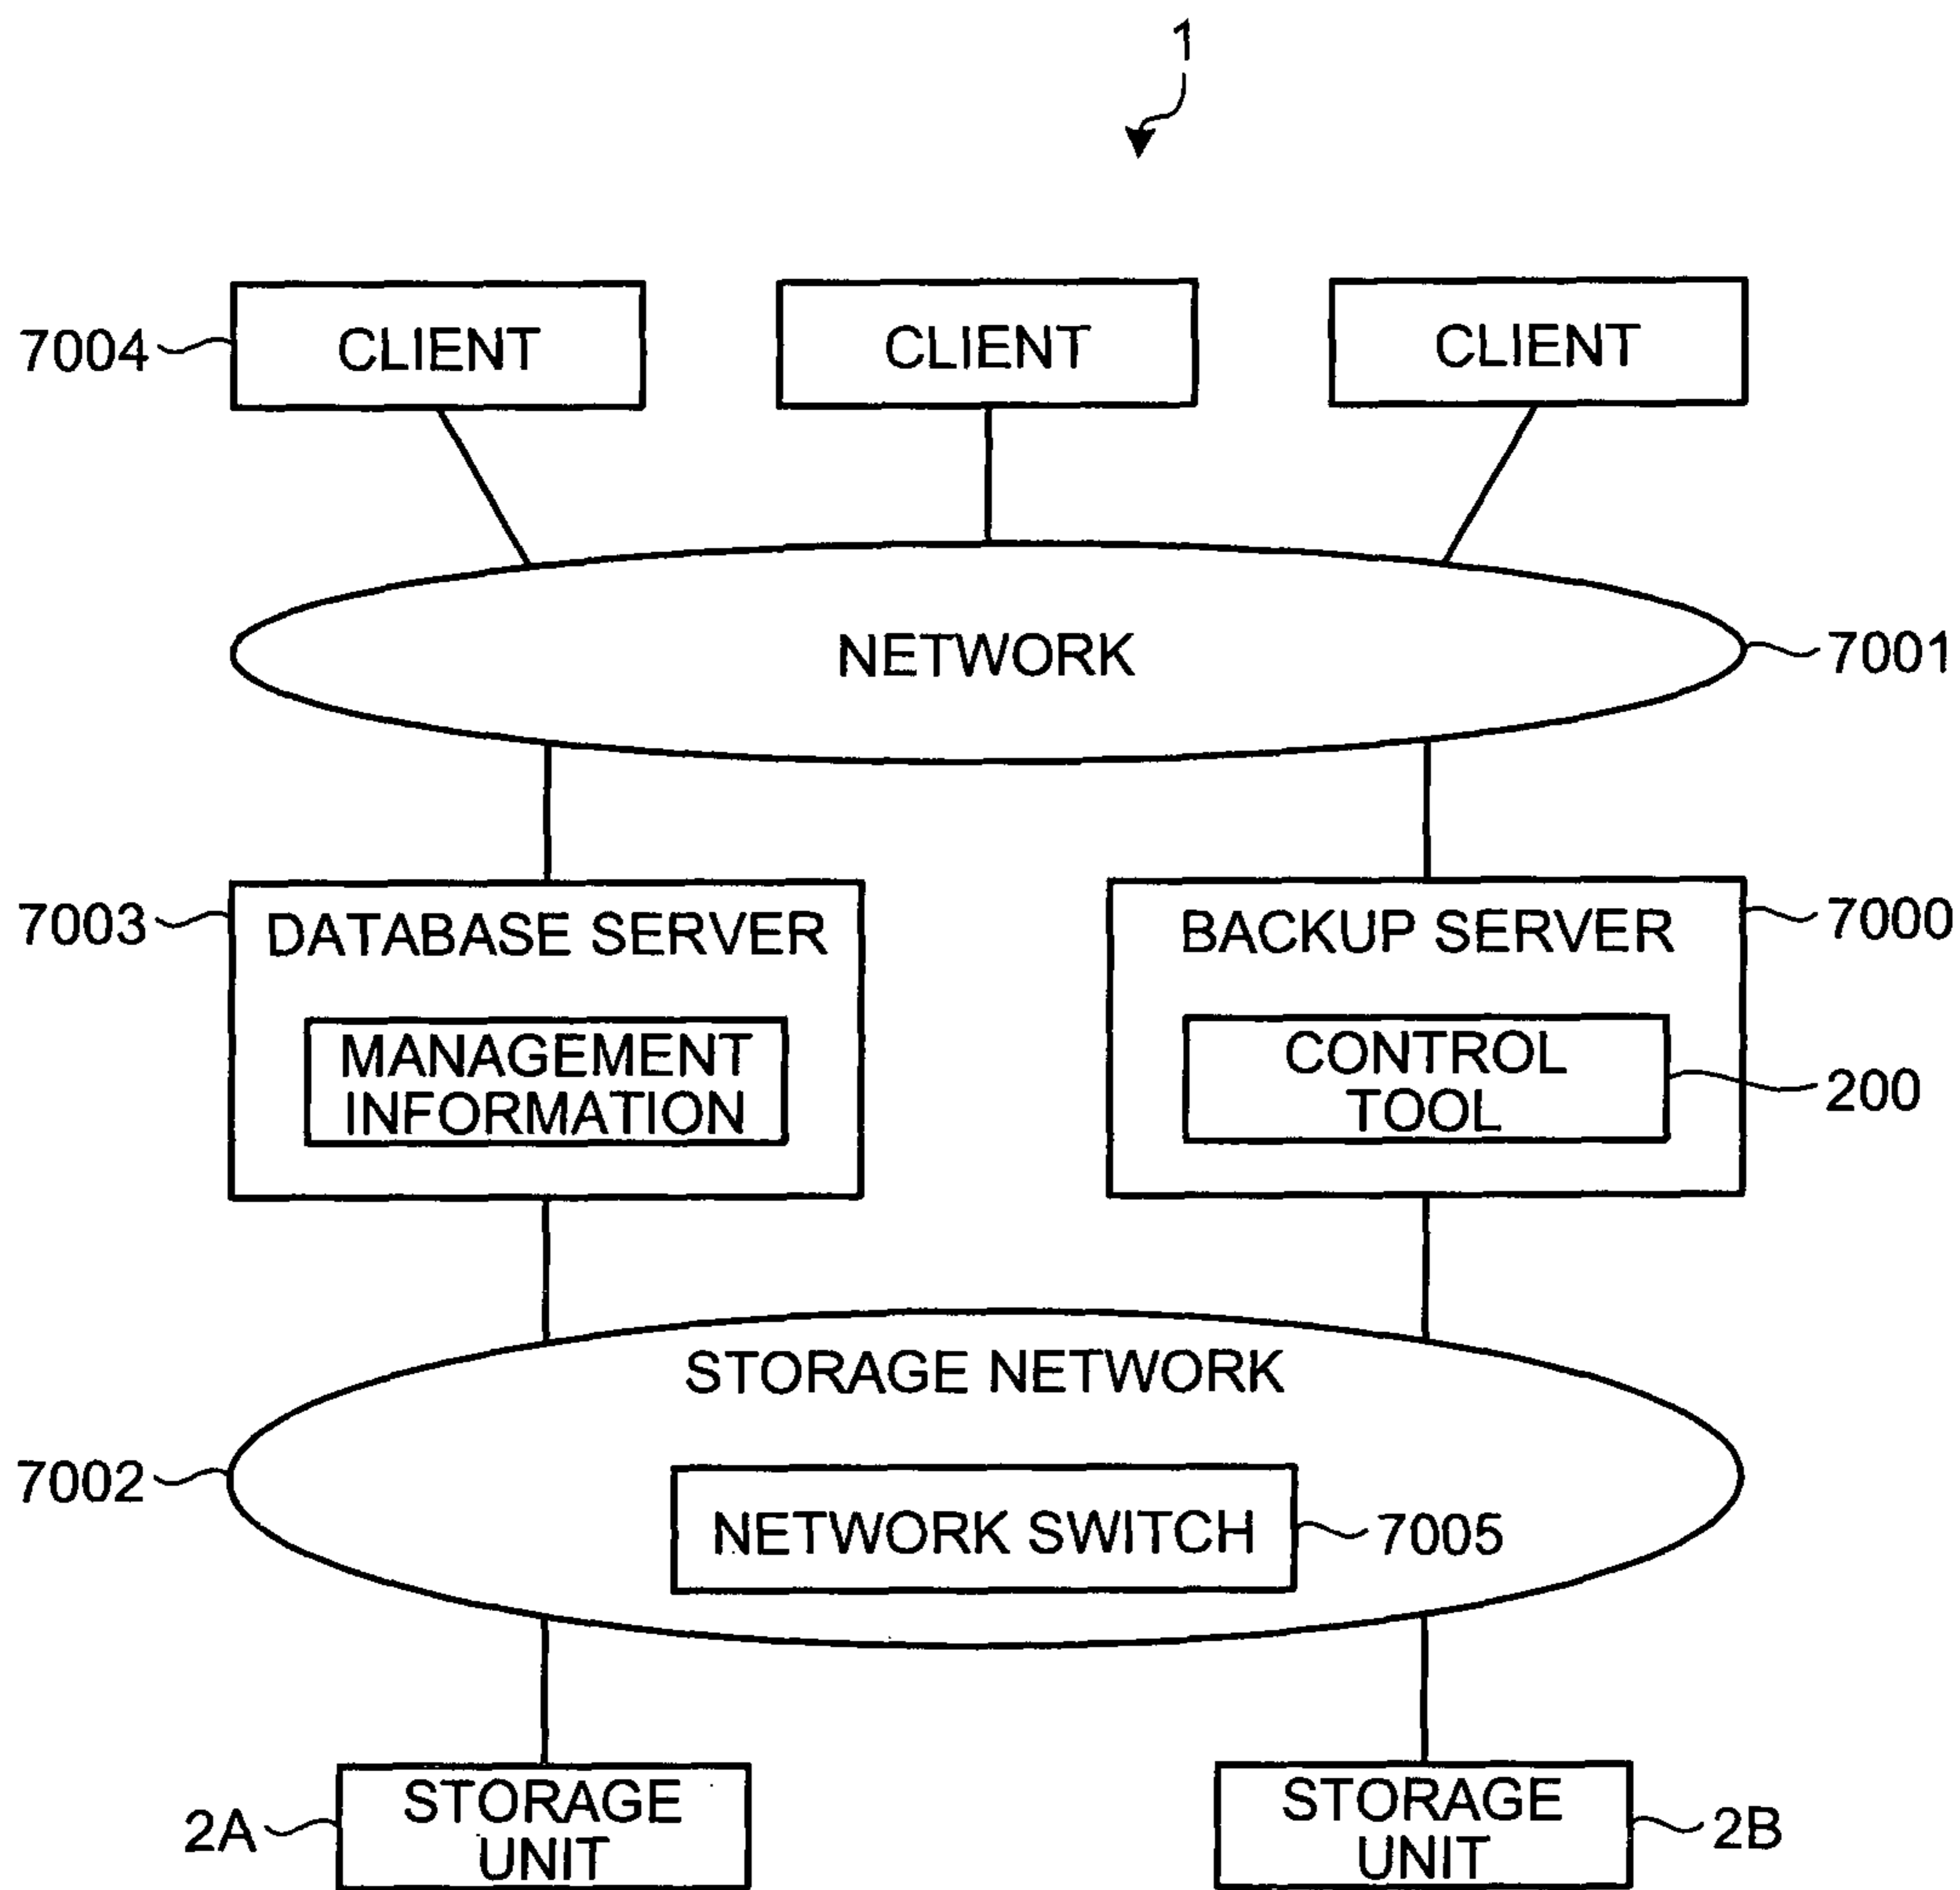 1
7004
CLIENT
CLIENT
CLIENT
NETWORK
7001
7003
DATABASE SERVER
MANAGEMENT
INFORMATION
BACKUP SERVER
7000
CONTROL
TOOL
200
STORAGE NETWORK
7002
NETWORK SWITCH
7005
2A
STORAGE
UNIT
STORAGE
UNIT
2B